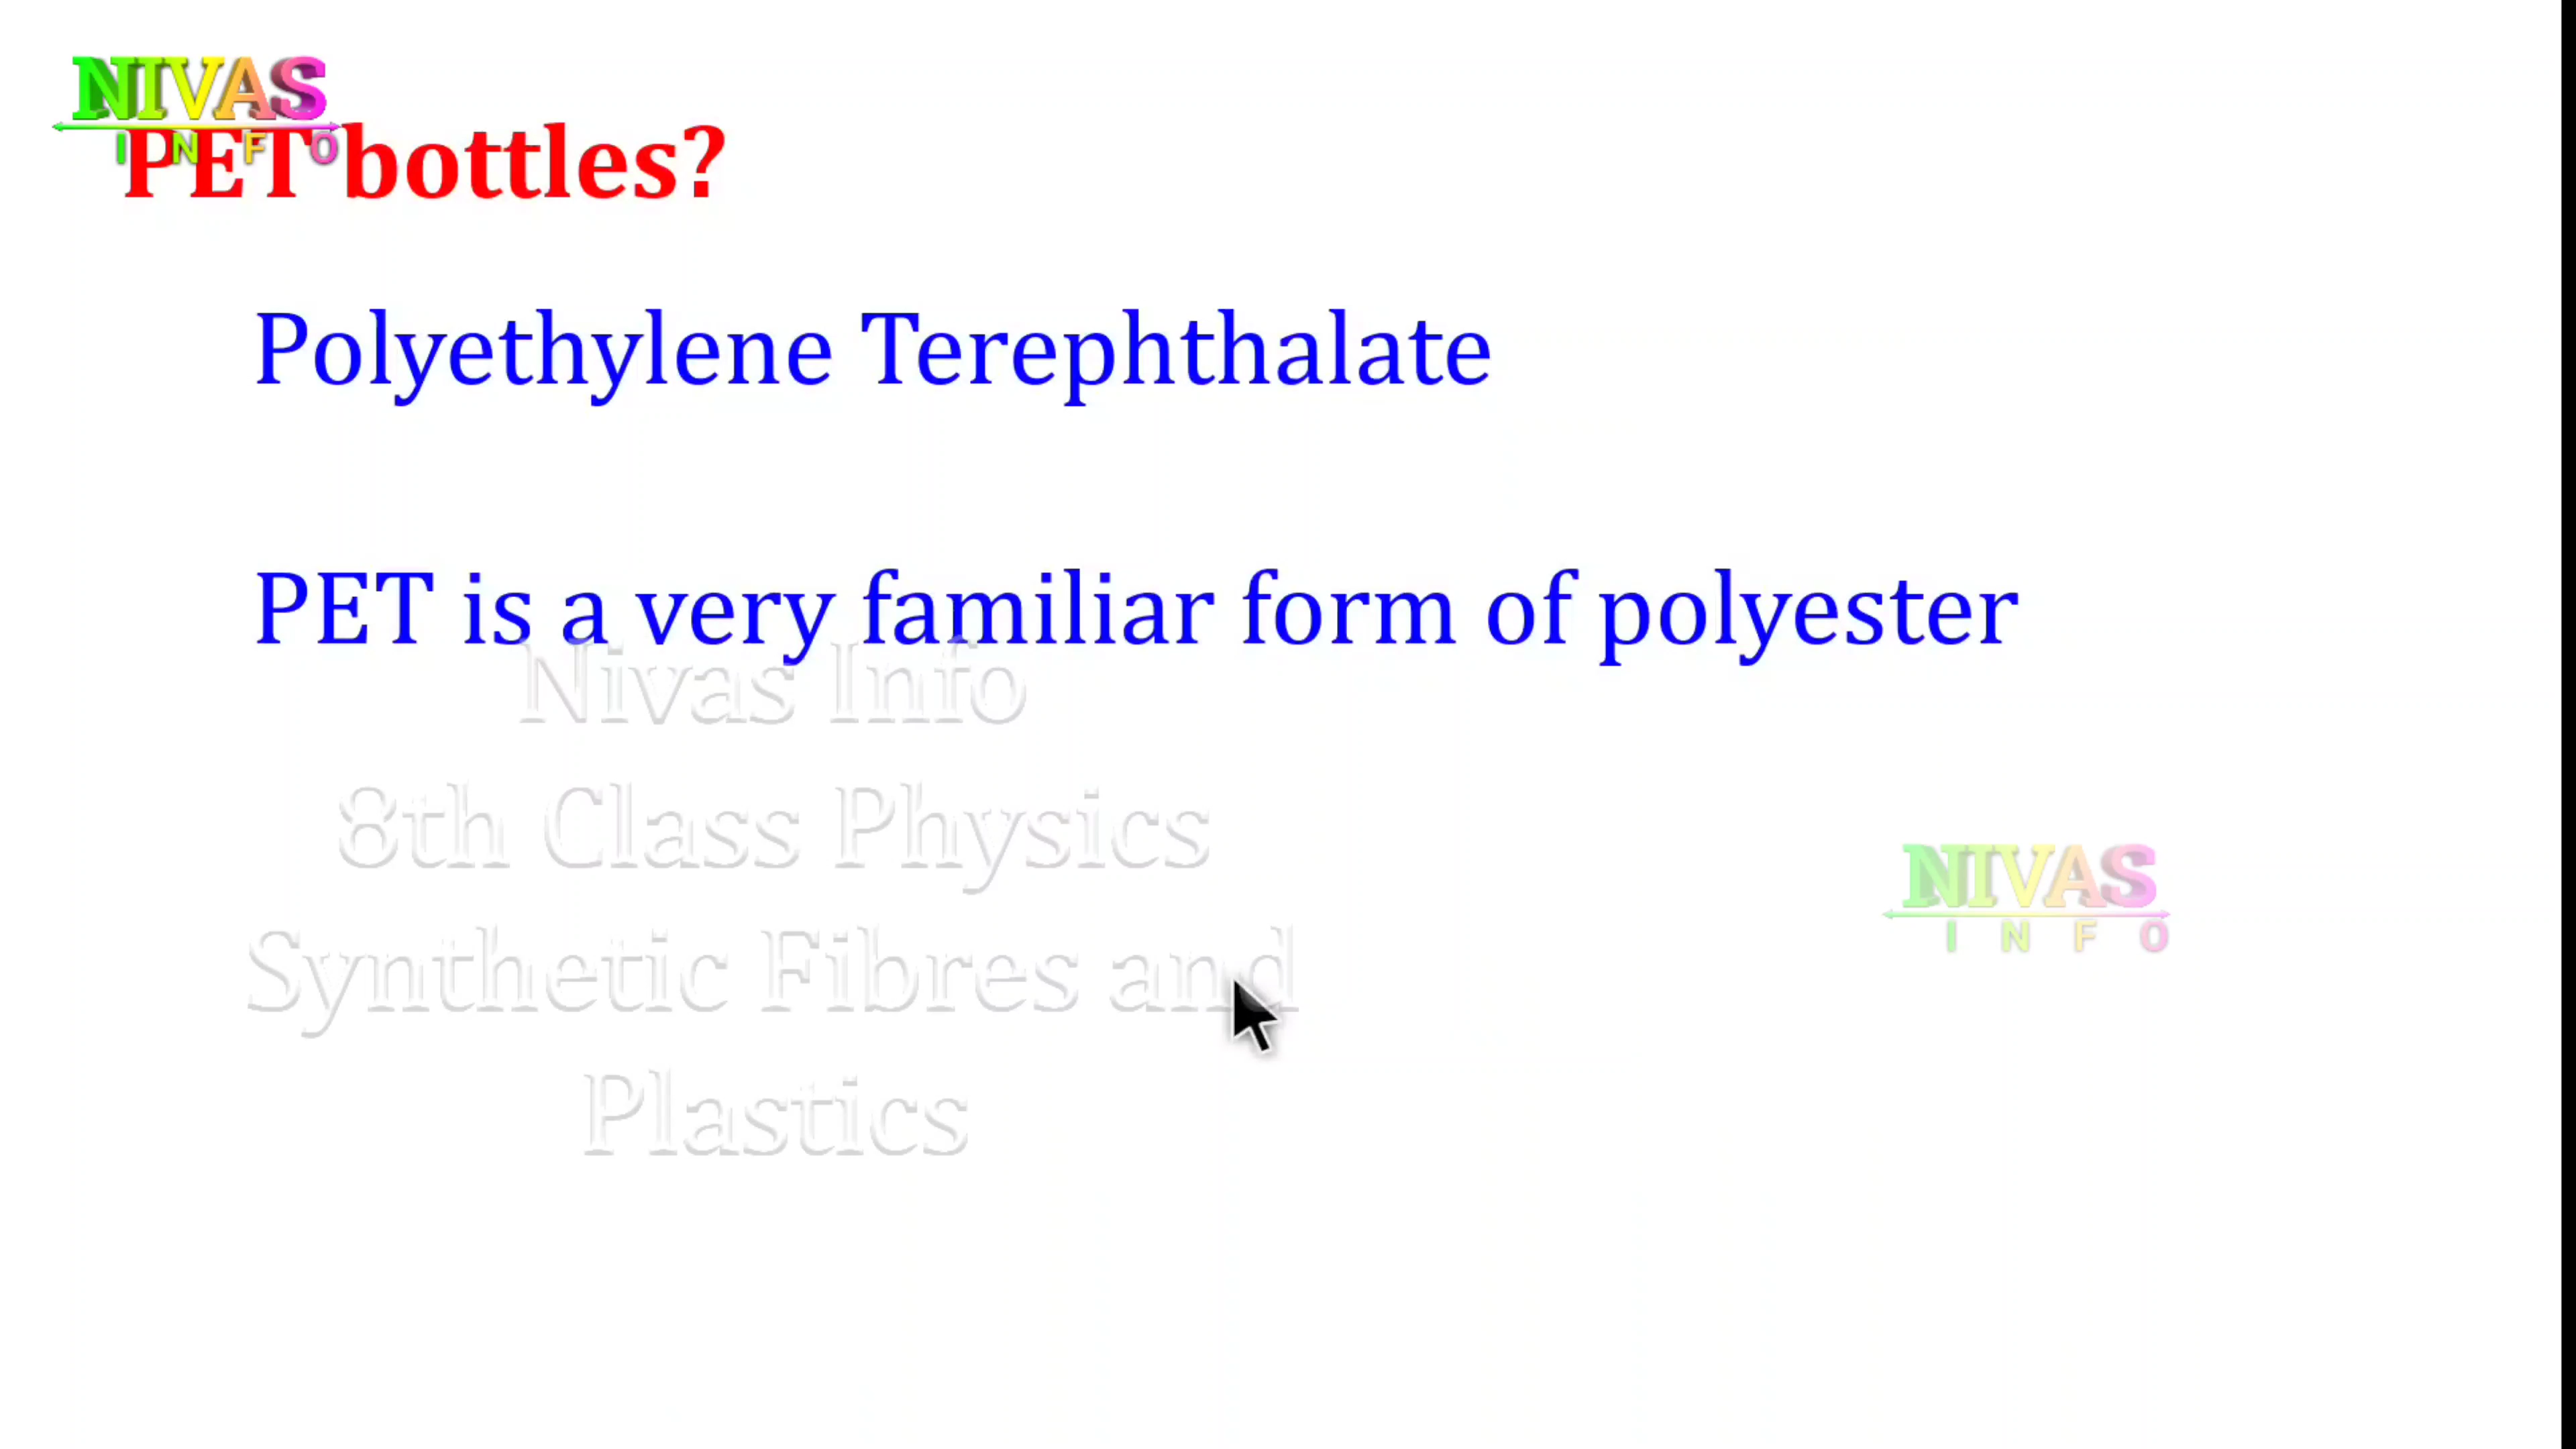 NIVAS
INFO
PET bottles?
Polyethylene Terephthalate
PET is a very familiar form of polyester
Nivas Info
8th Class Physics
Synthetic Fibres and
Plastics
NIVAS
INFO